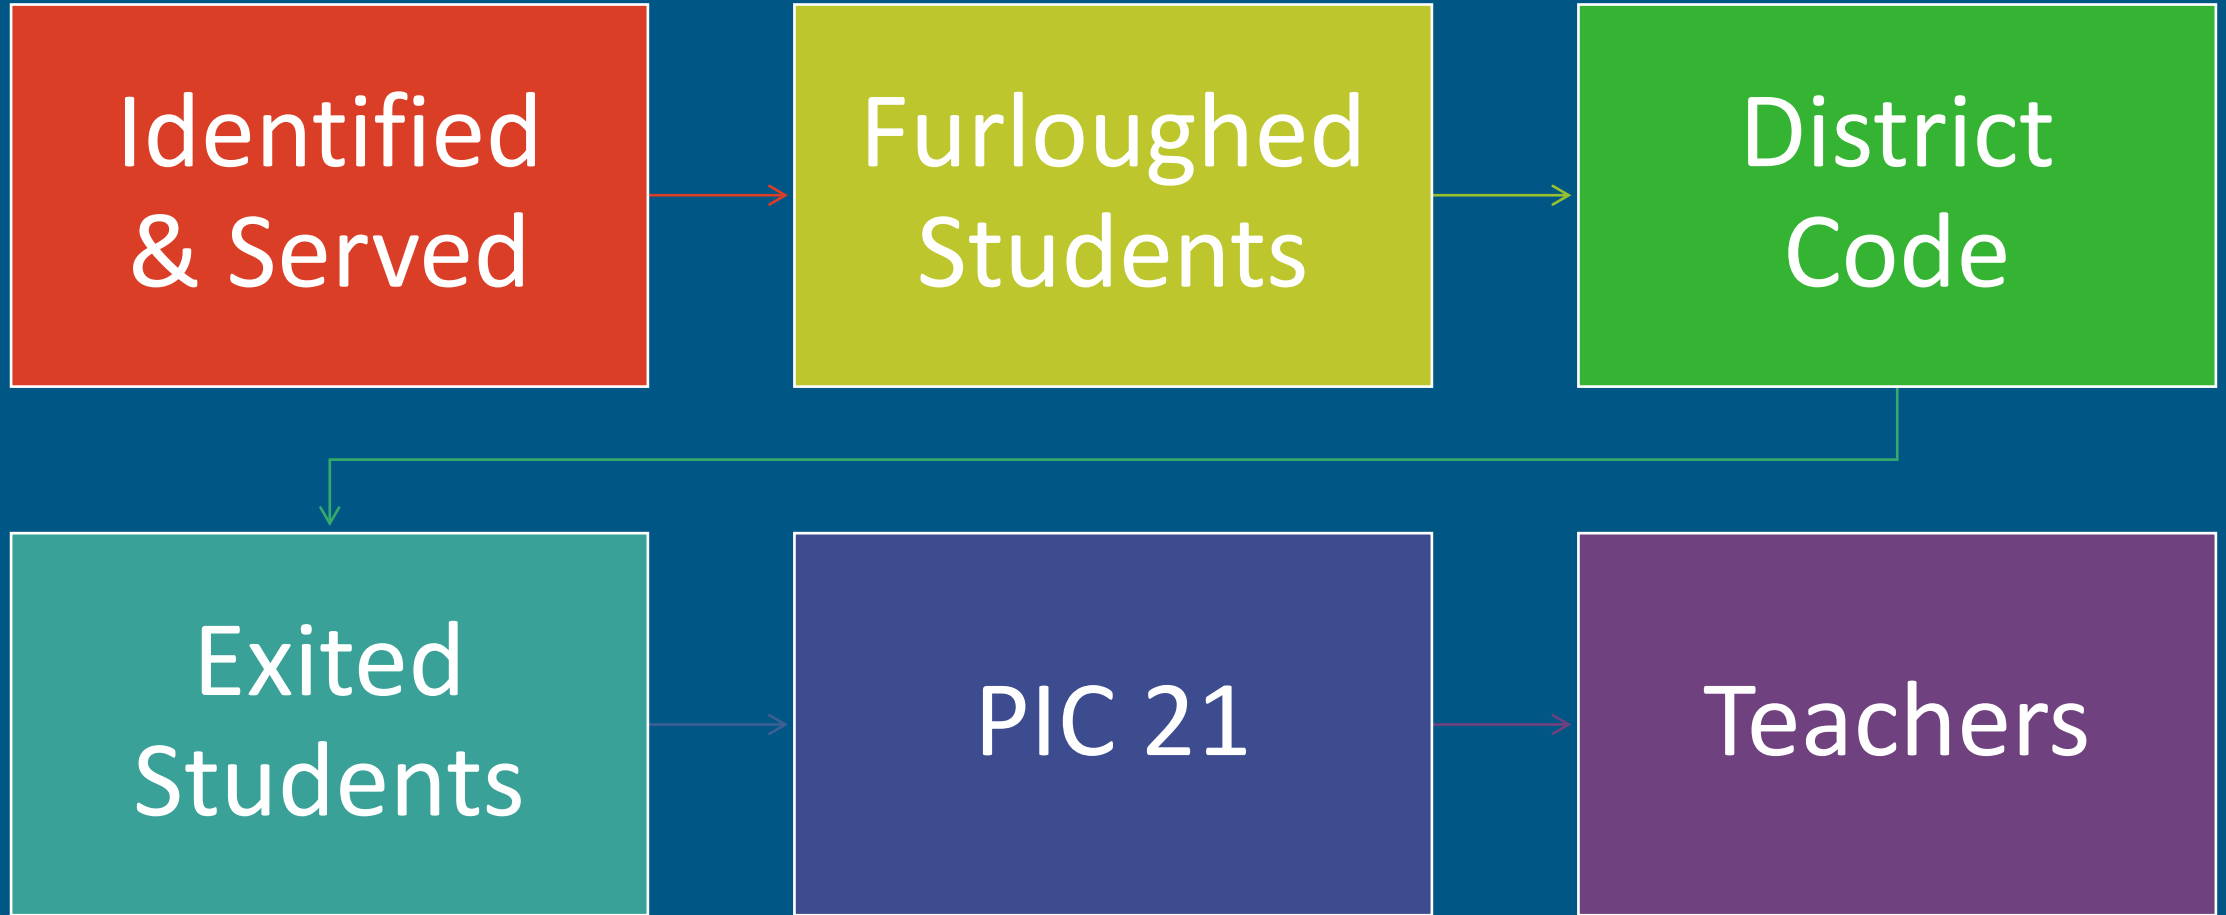 Identified
& Served
Furloughed
Students
District
Code
Exited
Students
PIC 21
Teachers